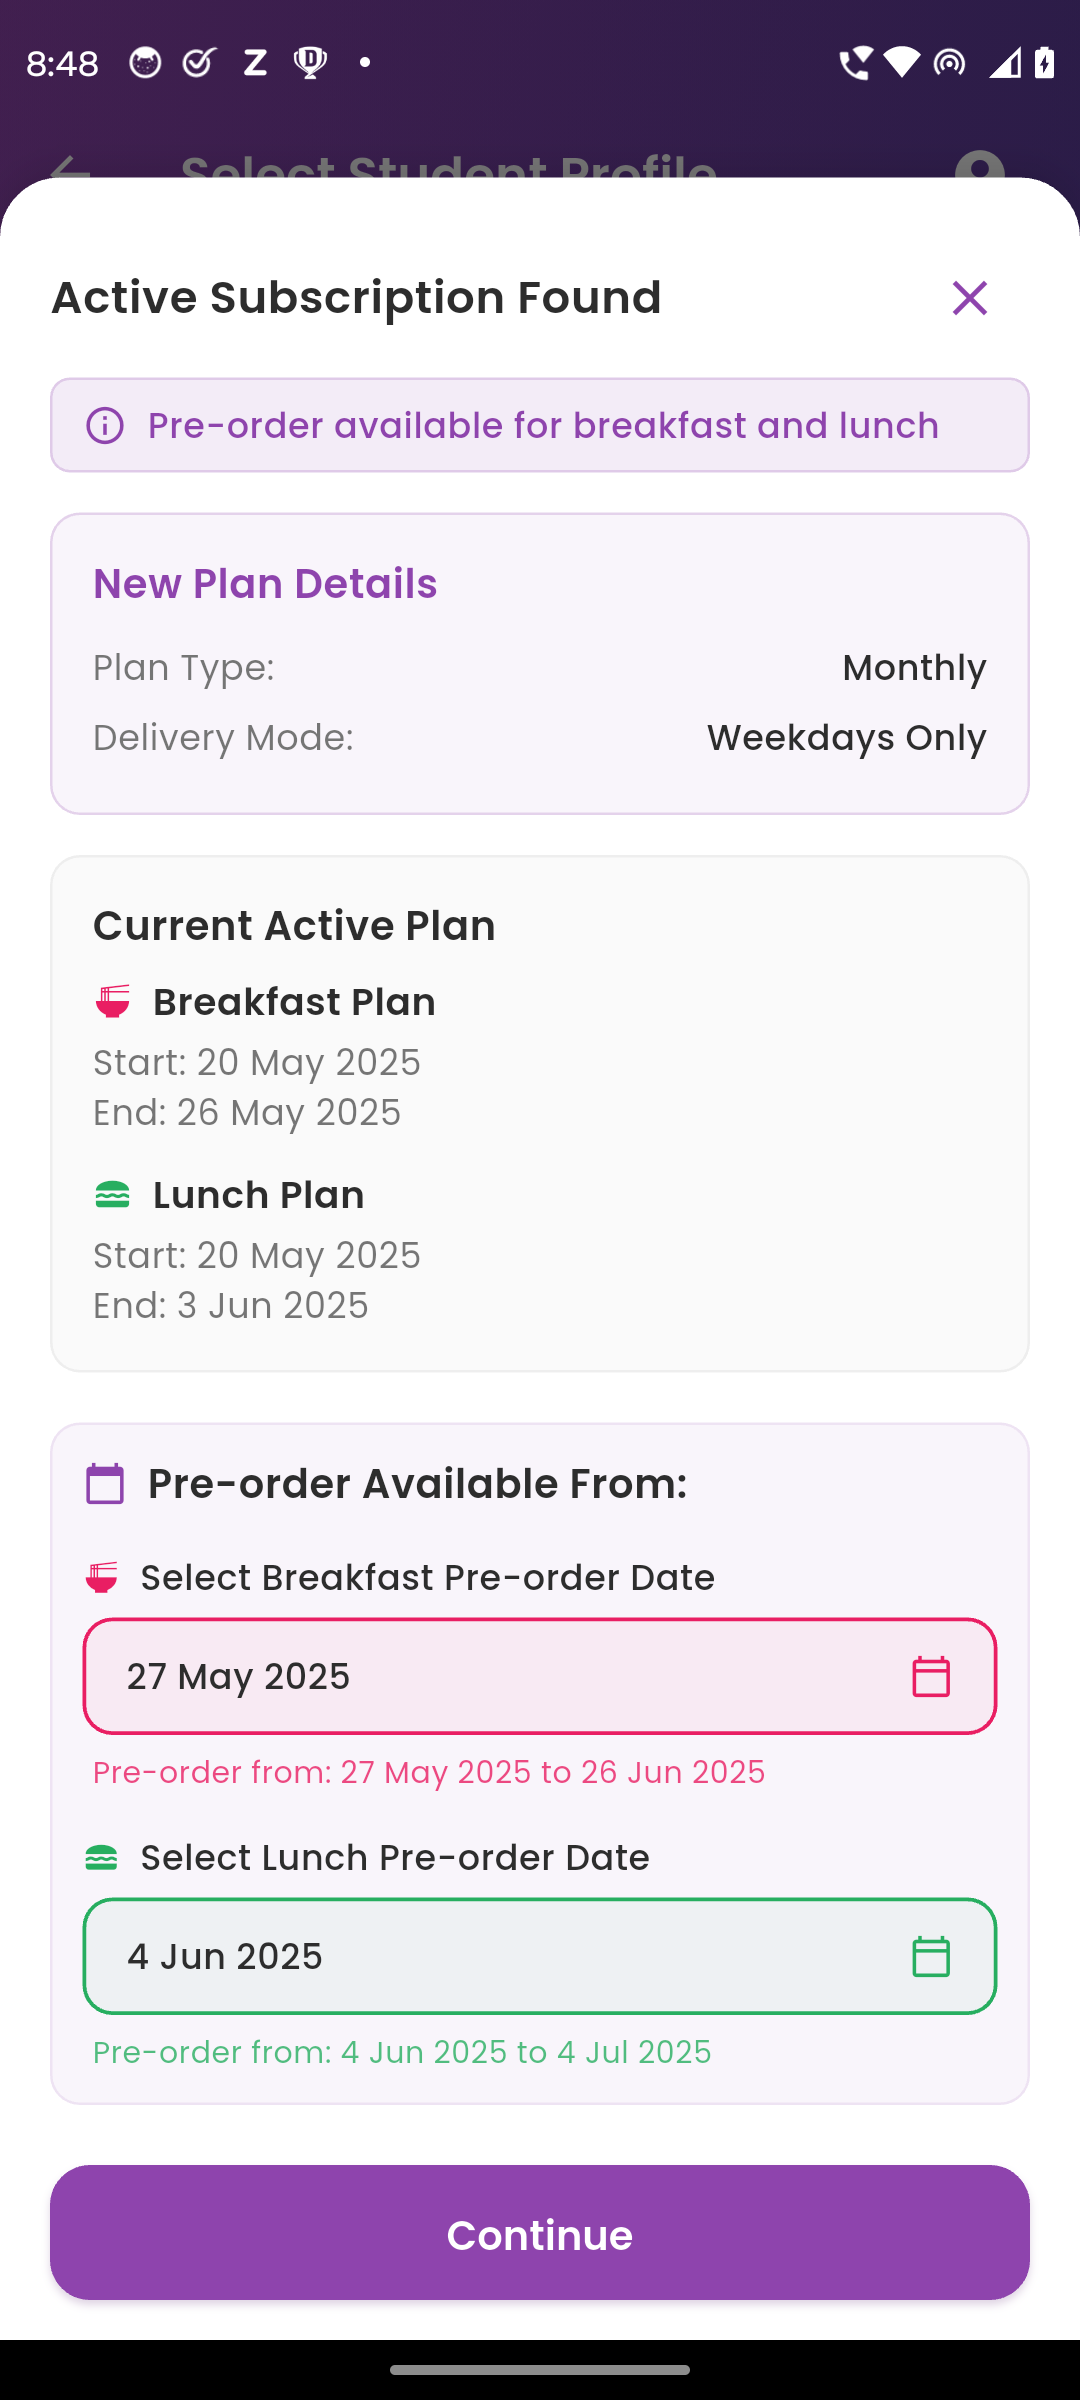 8:48
Select Student Profile
Active Subscription Found
Pre-order available for breakfast and lunch
New Plan Details
Plan Type: Monthly
Delivery Mode: Weekdays Only
Current Active Plan
Breakfast Plan
Start: 20 May 2025
End: 26 May 2025
Lunch Plan
Start: 20 May 2025
End: 3 Jun 2025
Pre-order Available From:
Select Breakfast Pre-order Date
27 May 2025
Pre-order from: 27 May 2025 to 26 Jun 2025
Select Lunch Pre-order Date
4 Jun 2025
Pre-order from: 4 Jun 2025 to 4 Jul 2025
Continue